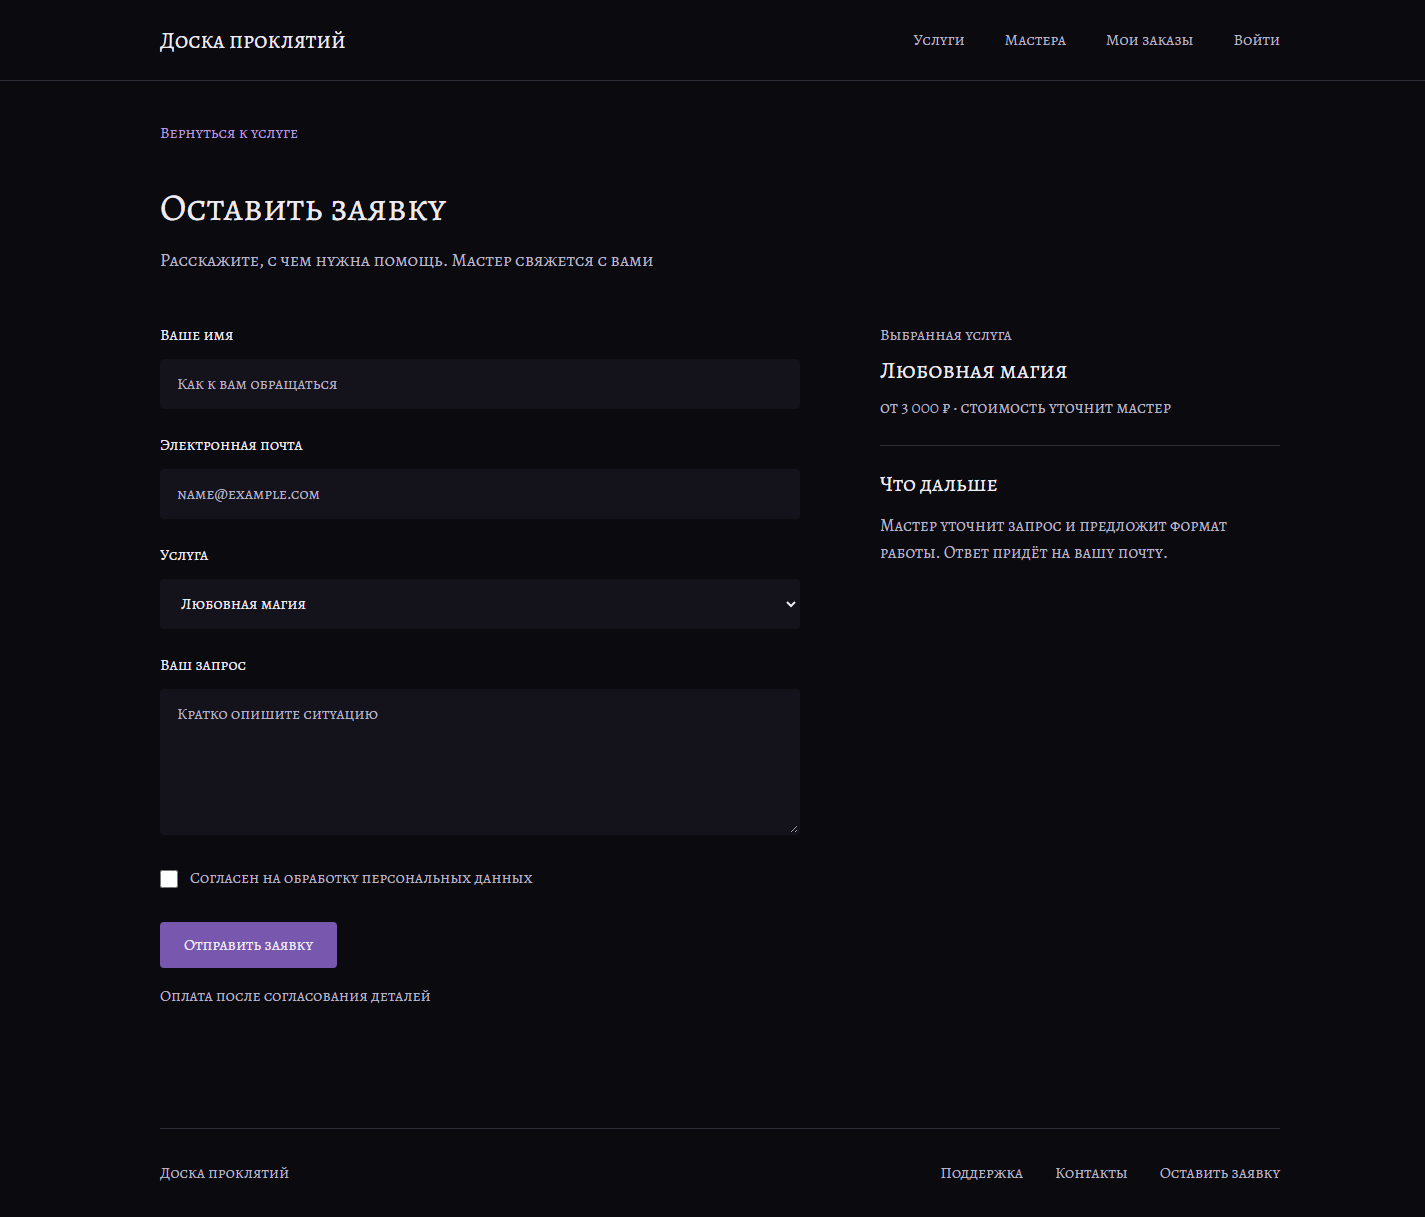 Доска проклятий
Услуги Мастера Мои заказы Войти
Вернуться к услуге
Оставить заявку
Расскажите, с чем нужна помощь. Мастер свяжется с вами
Ваше имя
Как к вам обращаться
Электронная почта
name@example.com
Услуга
Любовная магия
Ваш запрос
Кратко опишите ситуацию
Согласен на обработку персональных данных
Отправить заявку
Оплата после согласования деталей
Выбранная услуга
Любовная магия
от 3 000 ₽ · стоимость уточнит мастер
Что дальше
Мастер уточнит запрос и предложит формат
работы. Ответ придёт на вашу почту.
Доска проклятий
Поддержка Контакты Оставить заявку